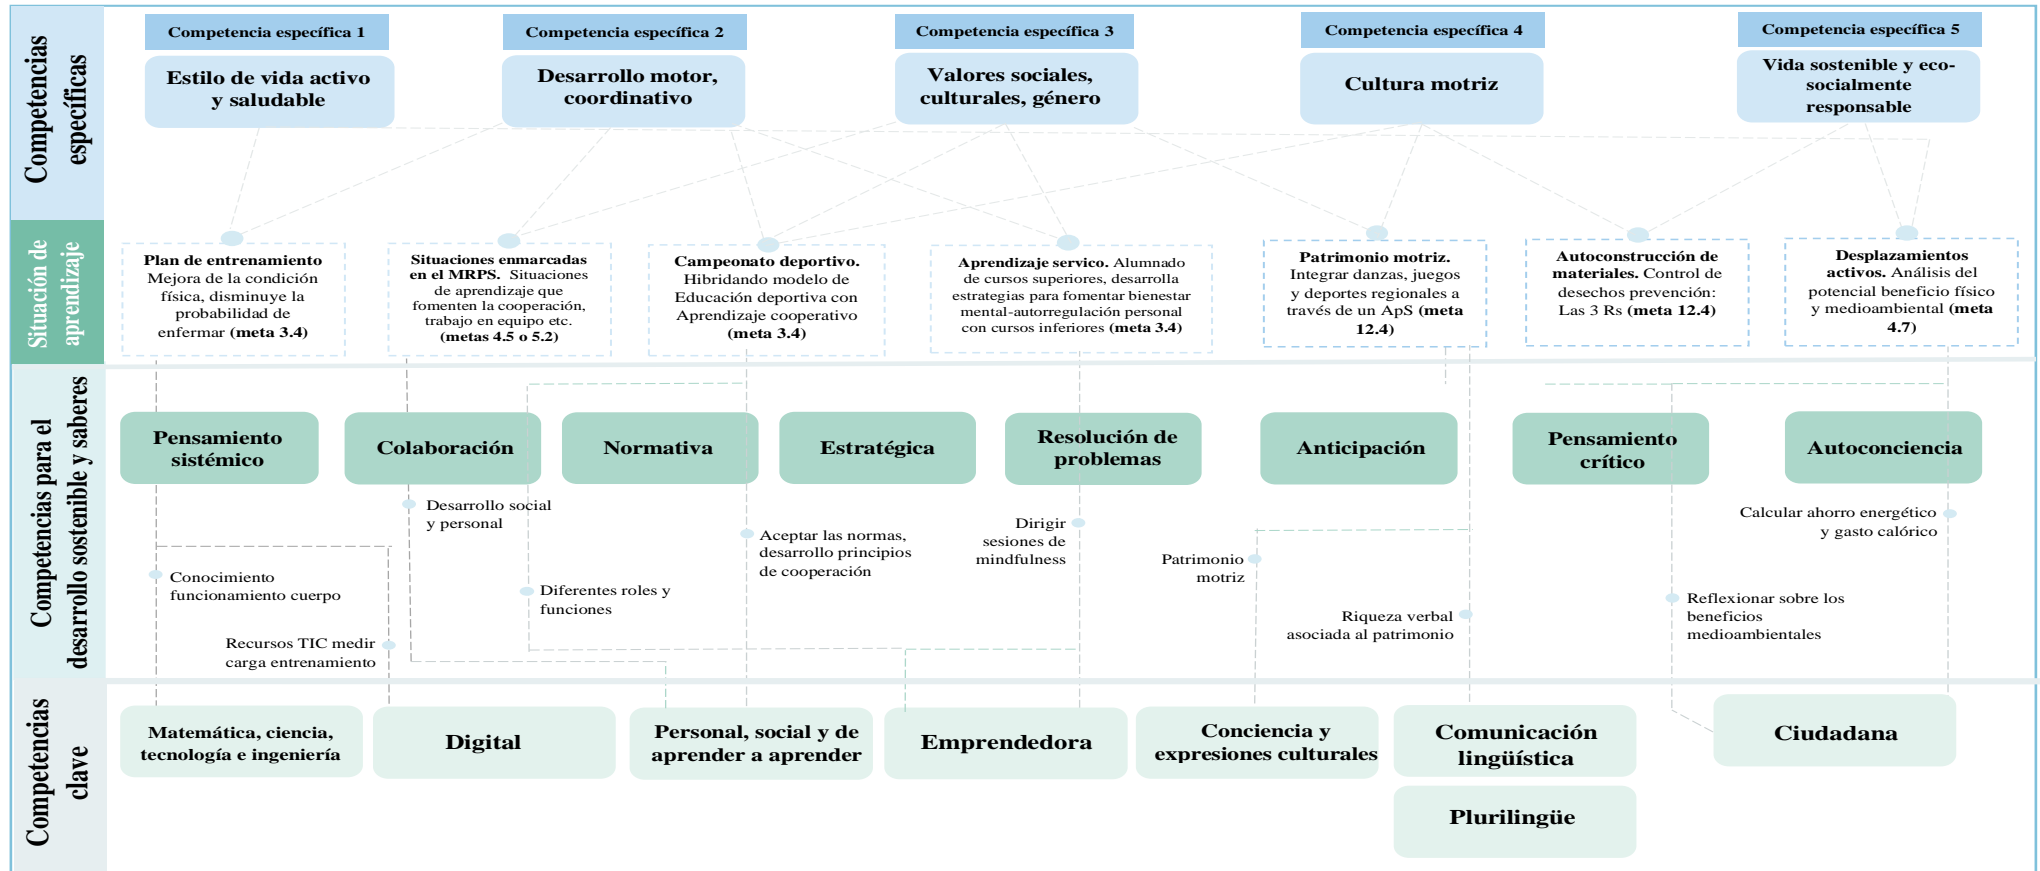 Competencias
específicas
Competencia específica 1
Competencia específica 2
Competencia específica 3
Competencia específica 4
Competencia específica 5
Estilo de vida activo
y saludable
Desarrollo motor,
coordinativo
Valores sociales,
culturales, género
Cultura motriz
Vida sostenible y eco-
socialmente
responsable
Situación de
aprendizaje
Plan de entrenamiento
Mejora de la condición
física, disminuye la
probabilidad de
enfermar (meta 3.4)
Situaciones enmarcadas
en el MRPS. Situaciones
de aprendizaje que
fomenten la cooperación,
trabajo en equipo etc.
(metas 4.5 o 5.2)
Campeonato deportivo.
Hibridando modelo de
Educación deportiva con
Aprendizaje cooperativo
(meta 3.4)
Aprendizaje servico. Alumnado
de cursos superiores, desarrolla
estrategias para fomentar bienestar
mental-autorregulación personal
con cursos inferiores (meta 3.4)
Patrimonio motriz.
Integrar danzas, juegos
y deportes regionales a
través de un ApS (meta
12.4)
Autoconstrucción de
materiales. Control de
desechos prevención:
Las 3 Rs (meta 12.4)
Desplazamientos
activos. Análisis del
potencial beneficio físico
y medioambiental (meta
4.7)
Competencias para el
desarrollo sostenible y saberes
Pensamiento
sistémico
Colaboración
Normativa
Estratégica
Resolución de
problemas
Anticipación
Pensamiento
crítico
Autoconciencia
Conocimiento
funcionamiento cuerpo
Recursos TIC medir
carga entrenamiento
Desarrollo social
y personal
Diferentes roles y
funciones
Aceptar las normas,
desarrollo principios
de cooperación
Dirigir
sesiones de
mindfulness
Patrimonio
motriz
Riqueza verbal
asociada al patrimonio
Reflexionar sobre los
beneficios
medioambientales
Calcular ahorro energético
y gasto calórico
Competencias
clave
Matemática, ciencia,
tecnología e ingeniería
Digital
Personal, social y de
aprender a aprender
Emprendedora
Conciencia y
expresiones culturales
Comunicación
lingüística
Ciudadana
Plurilingüe